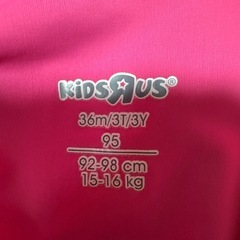 KIDSRUS®
36m/3T/3Y
95
92-98 cm
15-16 kg